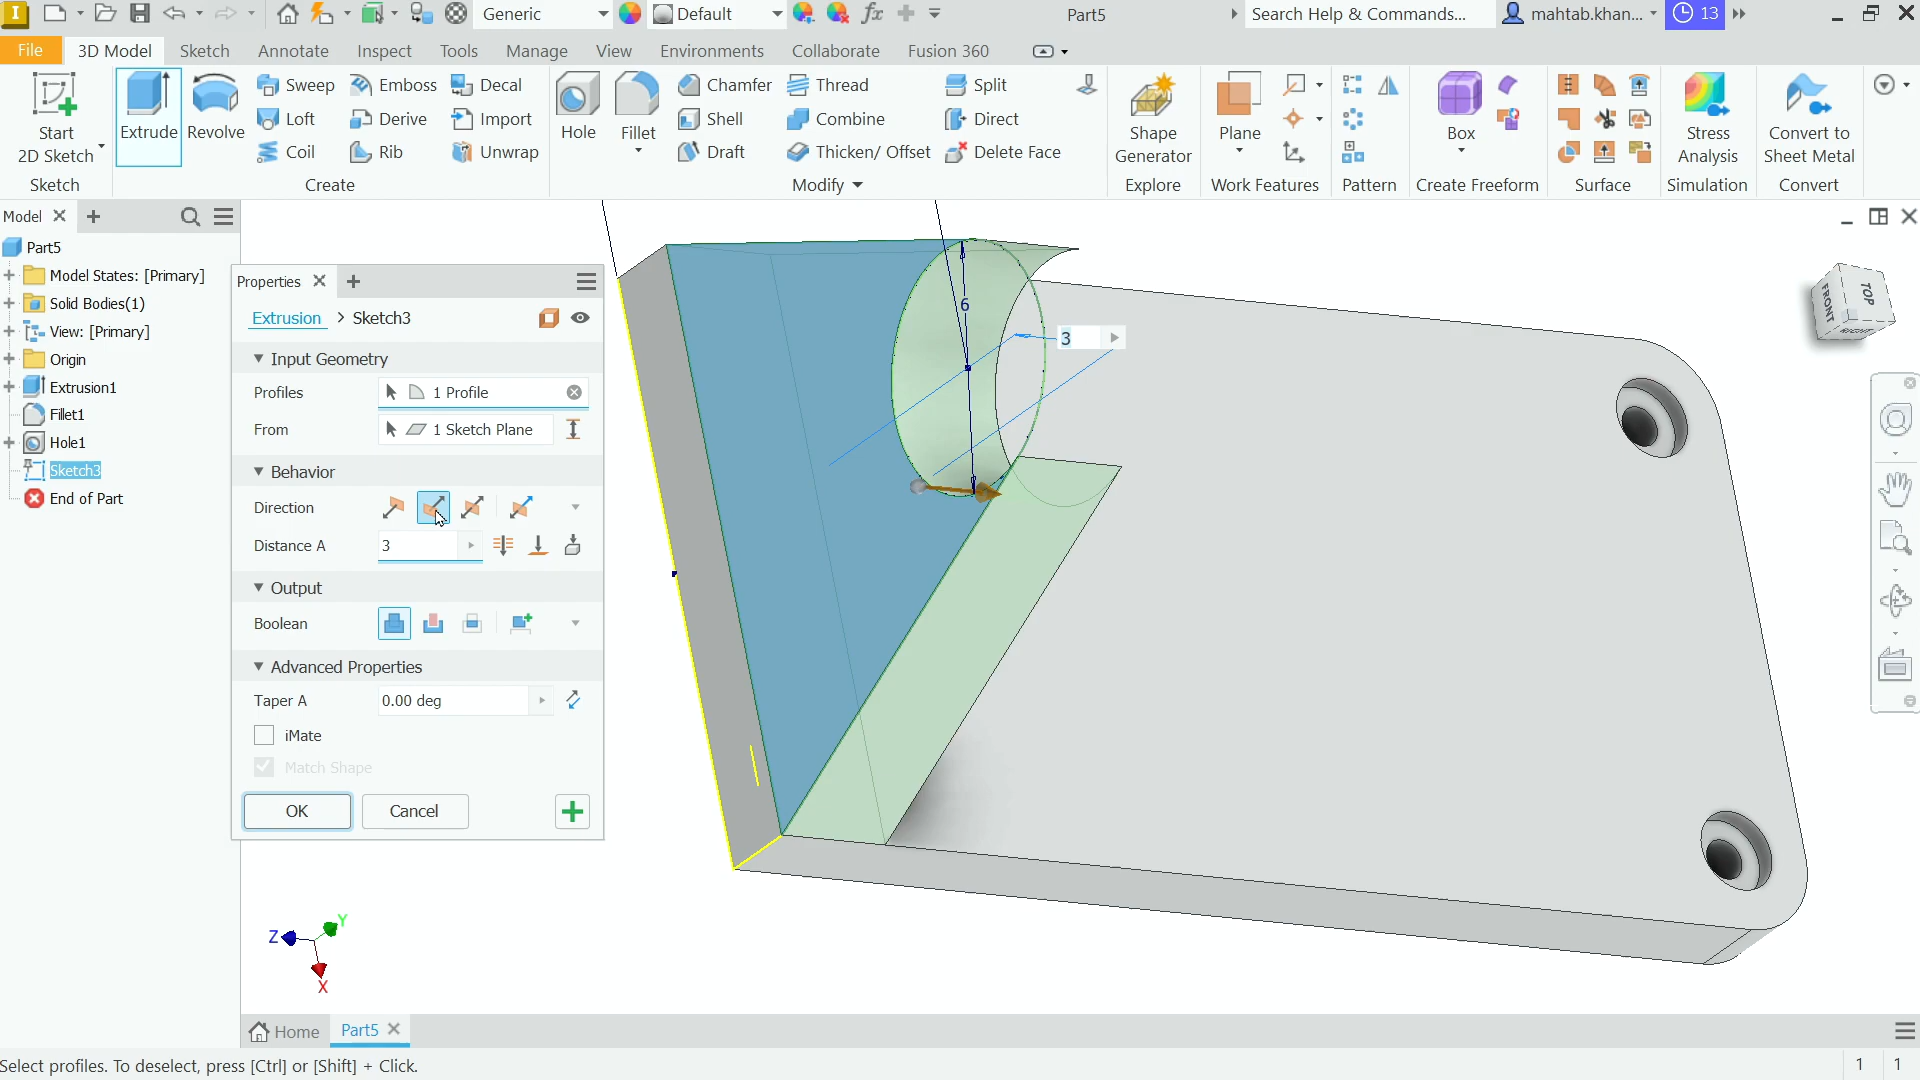 Generic
Default
fx
Part5
Search Help & Commands...
mahtab.khan...
13
File
3D Model
Sketch
Annotate
Inspect
Tools
Manage
View
Environments
Collaborate
Fusion 360
Start
2D Sketch
Sketch
Extrude
Revolve
Sweep
Loft
Coil
Emboss
Derive
Rib
Decal
Import
Unwrap
Create
Hole
Fillet
Chamfer
Shell
Draft
Thread
Combine
Thicken/ Offset
Split
Direct
Delete Face
Modify
Shape
Generator
Explore
Plane
Work Features
Pattern
Box
Create Freeform
Surface
Stress
Analysis
Simulation
Convert to
Sheet Metal
Convert
Model
Part5
Model States: [Primary]
Solid Bodies(1)
View: [Primary]
Origin
Extrusion1
Fillet1
Hole1
Sketch3
End of Part
Properties
Extrusion > Sketch3
Input Geometry
Profiles 1 Profile
From 1 Sketch Plane
Behavior
Direction
Distance A 3
Output
Boolean
Advanced Properties
Taper A 0.00 deg
iMate
Match Shape
OK
Cancel
6
3
FRONT
TOP
RIGHT
Z
Y
X
Home
Part5
Select profiles. To deselect, press [Ctrl] or [Shift] + Click.
1 1